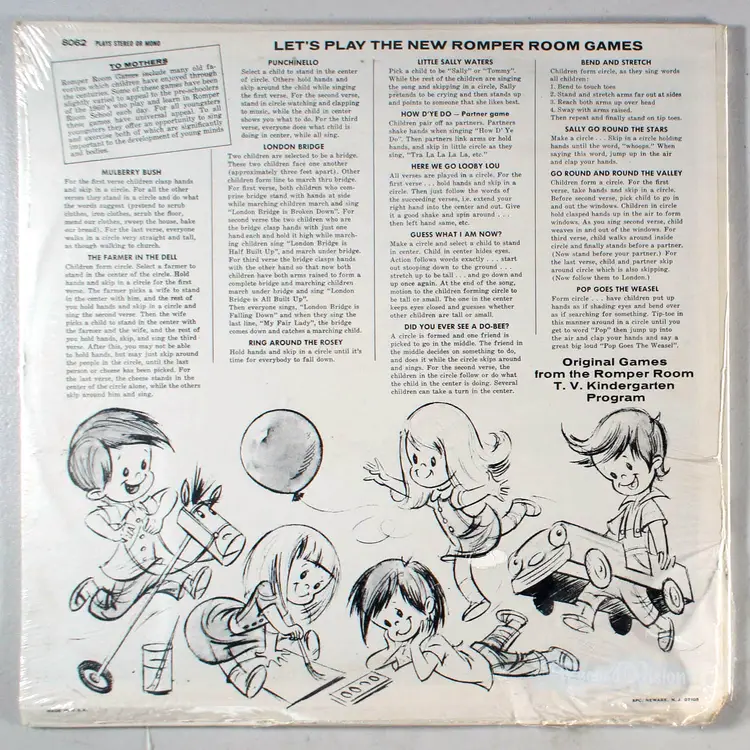 8062 PLAYS STEREO OR MONO
LET'S PLAY THE NEW ROMPER ROOM GAMES
TO MOTHERS
Romper Room Games include many old fa-
vorites which children have enjoyed through
the centuries. Some of these games have been
slightly varied to appeal to the pre-schoolers
of the 1960's who play and learn in Romper
Room School each day. For all youngsters
these games have universal appeal. To all
youngsters they offer an opportunity to sing
and exercise both of which are significantly
important to the development of young minds
and bodies.
MULBERRY BUSH
For the first verse children clasp hands
and skip in a circle. For all the other
verses they stand in a circle and do what
the words suggest (pretend to scrub
clothes, iron clothes, scrub the floor,
mend our clothes, sweep the house, bake
our bread). For the last verse, everyone
walks in a circle very straight and tall,
as though walking to church.
THE FARMER IN THE DELL
Children form circle. Select a farmer to
stand in the center of the circle. Hold
hands and skip in a circle for the first
verse. The farmer picks a wife to stand
in the center with him, and the rest of
you hold hands and skip in a circle and
sing the second verse. Then the wife
picks a child to stand in the center with
the farmer and the wife, and the rest of
you hold hands, skip, and sing the third
verse. After this, you may not be able
to hold hands, but may just skip around
the people in the circle, until the last
person or cheese has been picked. For
the last verse, the cheese stands in the
center of the circle alone, while the others
skip around him and sing.
PUNCHINELLO
Select a child to stand in the center
of circle. Others hold hands and
skip around child while singing
the first verse. For the second verse,
stand in circle watching and clapping
to music, while the child in center
shows you what to do. For the third
verse, everyone does what child is
doing in center, while all sing.
LONDON BRIDGE
Two children are selected to be a bridge.
These two children face one another
(approximately three feet apart). Other
children form line to march thru bridge.
For first verse, both children who com-
prise bridge stand with hands at side
while marching children march and sing
"London Bridge is Broken Down". For
second verse the two children who are
the bridge clasp hands with just one
hand each and hold it high while march-
ing children sing "London Bridge is
Half Built Up", and march under bridge.
For third verse the bridge clasps hands
with the other hand so that now both
children have both arms raised to form a
complete bridge and marching children
march under bridge and sing "London
Bridge is All Built Up".
Then everyone sings, "London Bridge is
Falling Down" and when they sing the
last line, "My Fair Lady", the bridge
comes down and catches a marching child.
RING AROUND THE ROSEY
Hold hands and skip in a circle until it's
time for everybody to fall down.
LITTLE SALLY WATERS
Pick a child to be "Sally" or "Tommy".
While the rest of the children are singing
the song and skipping in a circle, Sally
pretends to be crying and then stands up
and points to someone that she likes best.
HOW D'YE DO — Partner game
Children pair off as partners. Partners
shake hands when singing "How D' Ye
Do". Then partners link arms or hold
hands, and skip in little circle as they
sing, "Tra La La La La, etc."
HERE WE GO LOOBY LOU
All verses are played in a circle. For the
first verse . . . hold hands and skip in a
circle. Then just follow the words of
the succeeding verses, i.e. extend your
right hand into the center and out. Give
it a good shake and spin around . . .
then left hand same, etc.
GUESS WHAT I AM NOW?
Make a circle and select a child to stand
in center. Child in center hides eyes.
Action follows words exactly . . . start
out stooping down to the ground . . .
stretch up to be tall and go down and
up once again. At the end of the song,
motion to the children forming circle to
be tall or small. The one in the center
keeps eyes closed and guesses whether
other children are tall or small.
DID YOU EVER SEE A DO-BEE?
A circle is formed and one friend is
picked to go in the middle. The friend in
the middle decides on something to do,
and does it while the circle skips around
and sings. For the second verse, the
children in the circle follow or do what
the child in the center is doing. Several
children can take a turn in the center.
BEND AND STRETCH
Children form circle, as they sing words
all children:
1. Bend to touch toes
2. Stand and stretch arms far out at sides
3. Reach both arms up over head
4. Sway with arms raised.
Then repeat and finally stand on tip toes.
SALLY GO ROUND THE STARS
Make a circle . . . Skip in a circle holding
hands until the word, "whoops." When
saying this word, jump up in the air
and clap your hands.
GO ROUND AND ROUND THE VALLEY
Children form a circle. For the first
verse, take hands and skip in a circle.
Before second verse, pick child to go in
and out the windows. Children in circle
hold clasped hands up in air to form
windows. As you sing second verse, child
weaves in and out of the windows. For
third verse, child walks around inside
circle and finally stands before a partner.
(Now stand before your partner.) For
the last verse, child and partner skip
around circle which is also skipping.
(Now follow me to London.)
POP GOES THE WEASEL
Form circle . . . have children put up
hands as if shading eyes and bend over
as if searching for something. Tip-toe in
this manner around in a circle until you
get to word "Pop" then jump up into
the air and clap your hands and say a
great big loud "Pop Goes The Weasel".
Original Games
from the Romper Room
T. V. Kindergarten
Program